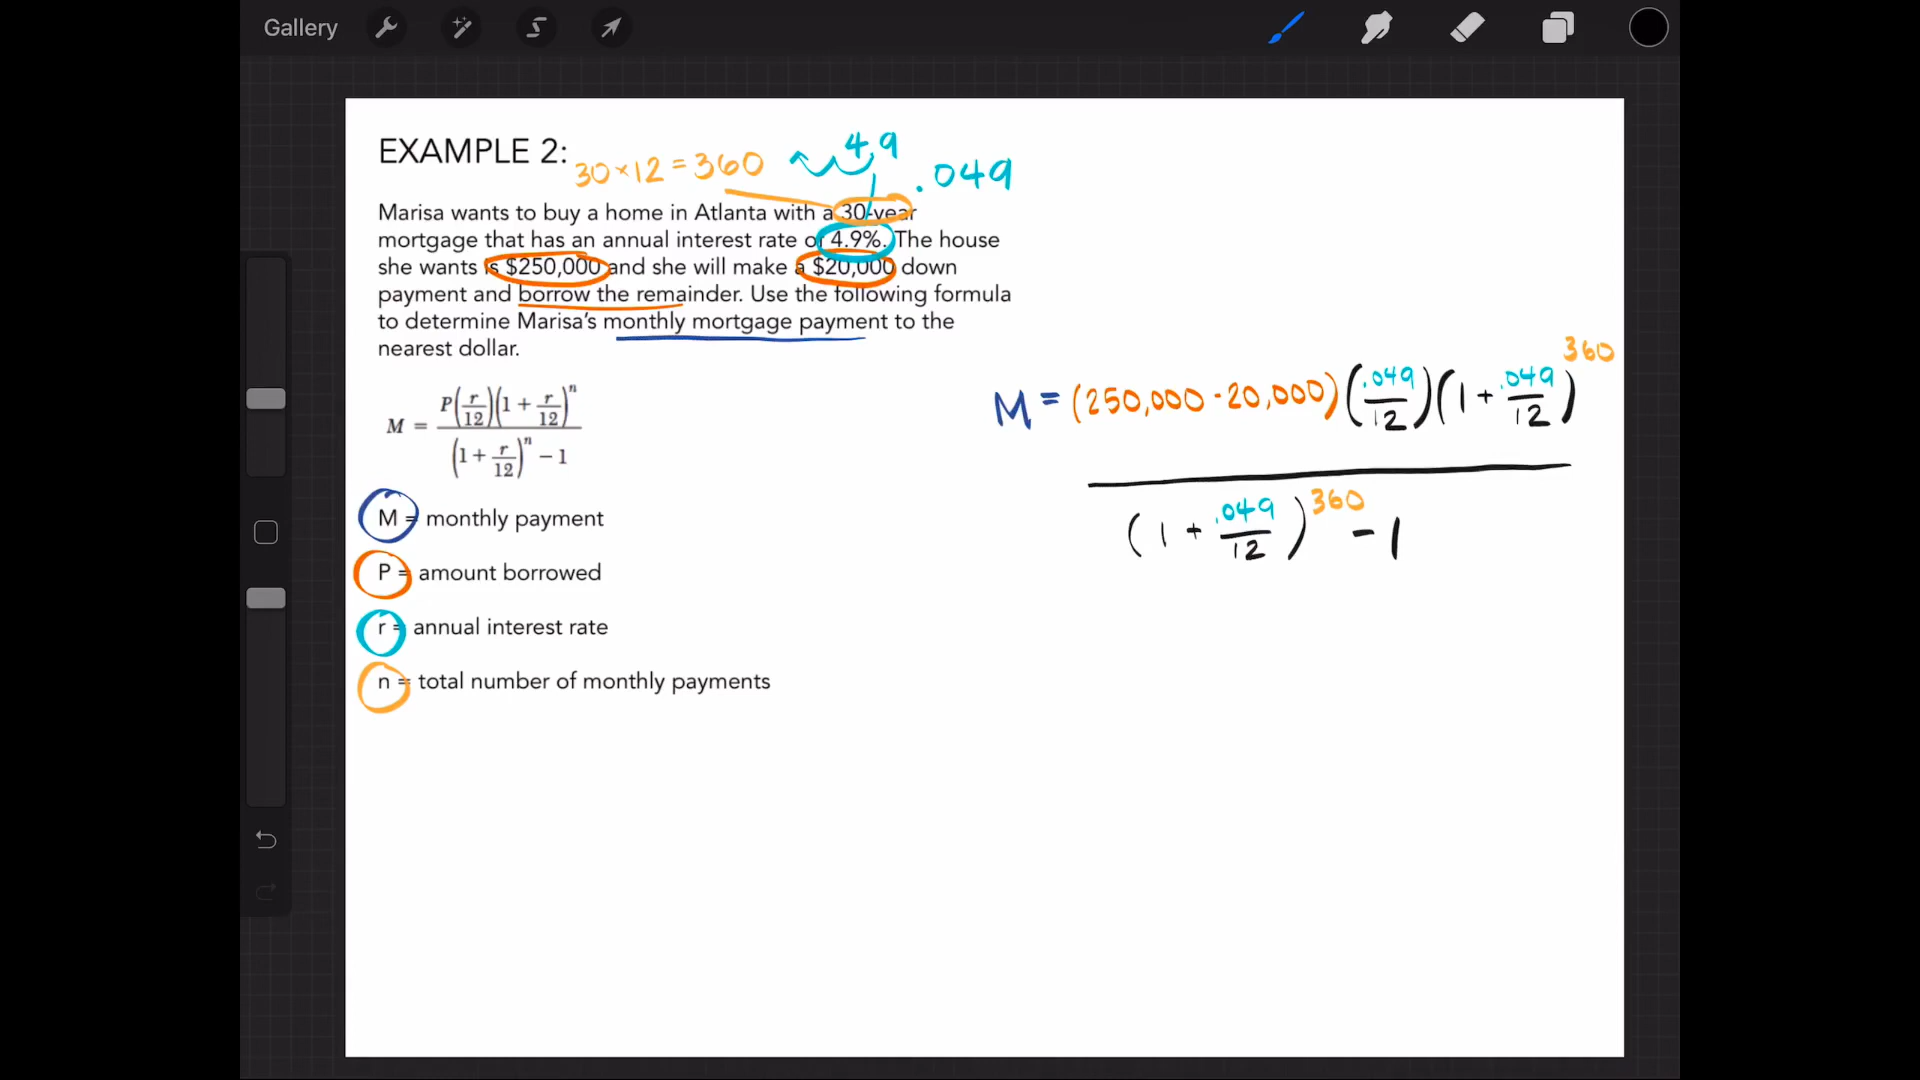 Gallery
EXAMPLE 2:
30 × 12 = 360
4.9
.049
Marisa wants to buy a home in Atlanta with a 30-year
mortgage that has an annual interest rate of 4.9%. The house
she wants is $250,000 and she will make a $20,000 down
payment and borrow the remainder. Use the following formula
to determine Marisa's monthly mortgage payment to the
nearest dollar.
M = P(r/12)(1 + r/12)^n / (1 + r/12)^n − 1
M = monthly payment
P = amount borrowed
r = annual interest rate
n = total number of monthly payments
M = (250,000 - 20,000)(.049/12)(1 + .049/12)^360
(1 + .049/12)^360 - 1